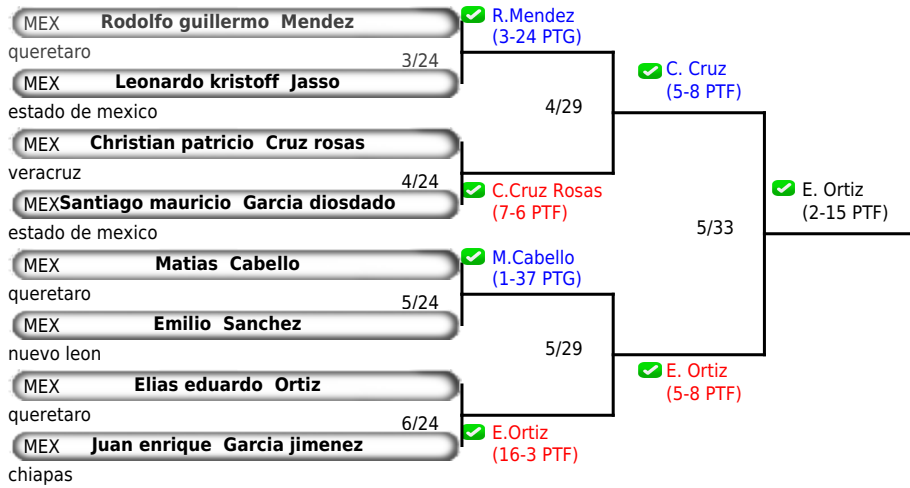 MEX Rodolfo guillermo Mendez
queretaro
3/24
MEX Leonardo kristoff Jasso
estado de mexico
MEX Christian patricio Cruz rosas
veracruz
4/24
MEX Santiago mauricio Garcia diosdado
estado de mexico
MEX Matias Cabello
queretaro
5/24
MEX Emilio Sanchez
nuevo leon
MEX Elias eduardo Ortiz
queretaro
6/24
MEX Juan enrique Garcia jimenez
chiapas
R.Mendez
(3-24 PTG)
4/29
C.Cruz Rosas
(7-6 PTF)
M.Cabello
(1-37 PTG)
5/29
E.Ortiz
(16-3 PTF)
C. Cruz
(5-8 PTF)
5/33
E. Ortiz
(5-8 PTF)
E. Ortiz
(2-15 PTF)